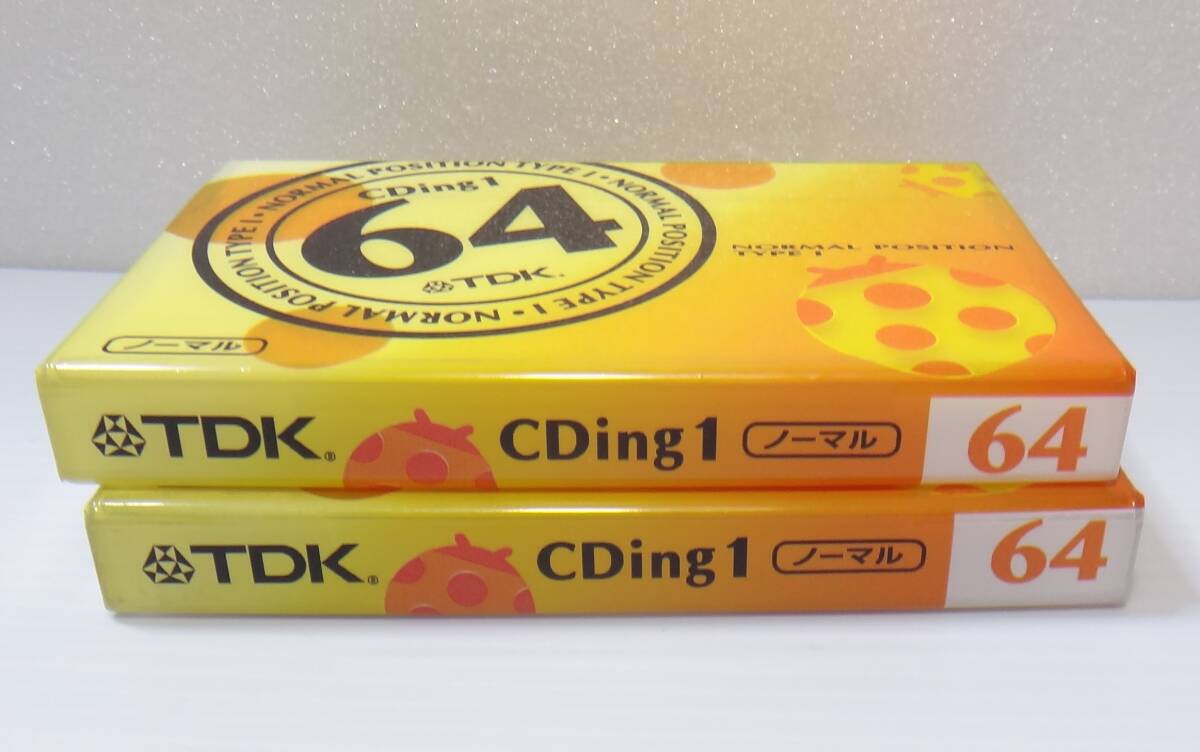 NORMAL POSITION TYPE I • NORMAL POSITION TYPE I • NORMAL POSITION TYPE I •
CDing1
64
TDK.
NORMAL POSITION
TYPE I
ノーマル
TDK® CDing1 ノーマル 64
TDK® CDing1 ノーマル 64